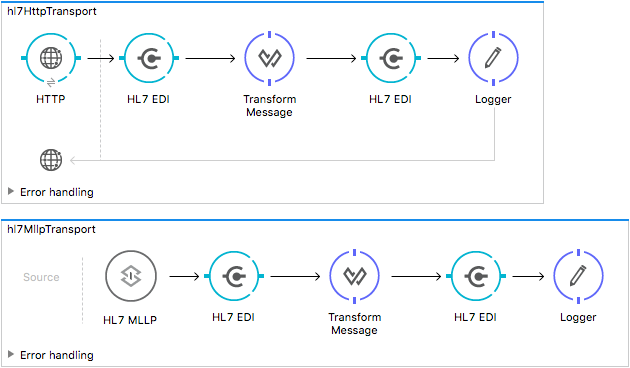 hl7HttpTransport
HTTP
HL7 EDI
Transform
Message
HL7 EDI
Logger
Error handling
hl7MllpTransport
Source
HL7 MLLP
HL7 EDI
Transform
Message
HL7 EDI
Logger
Error handling